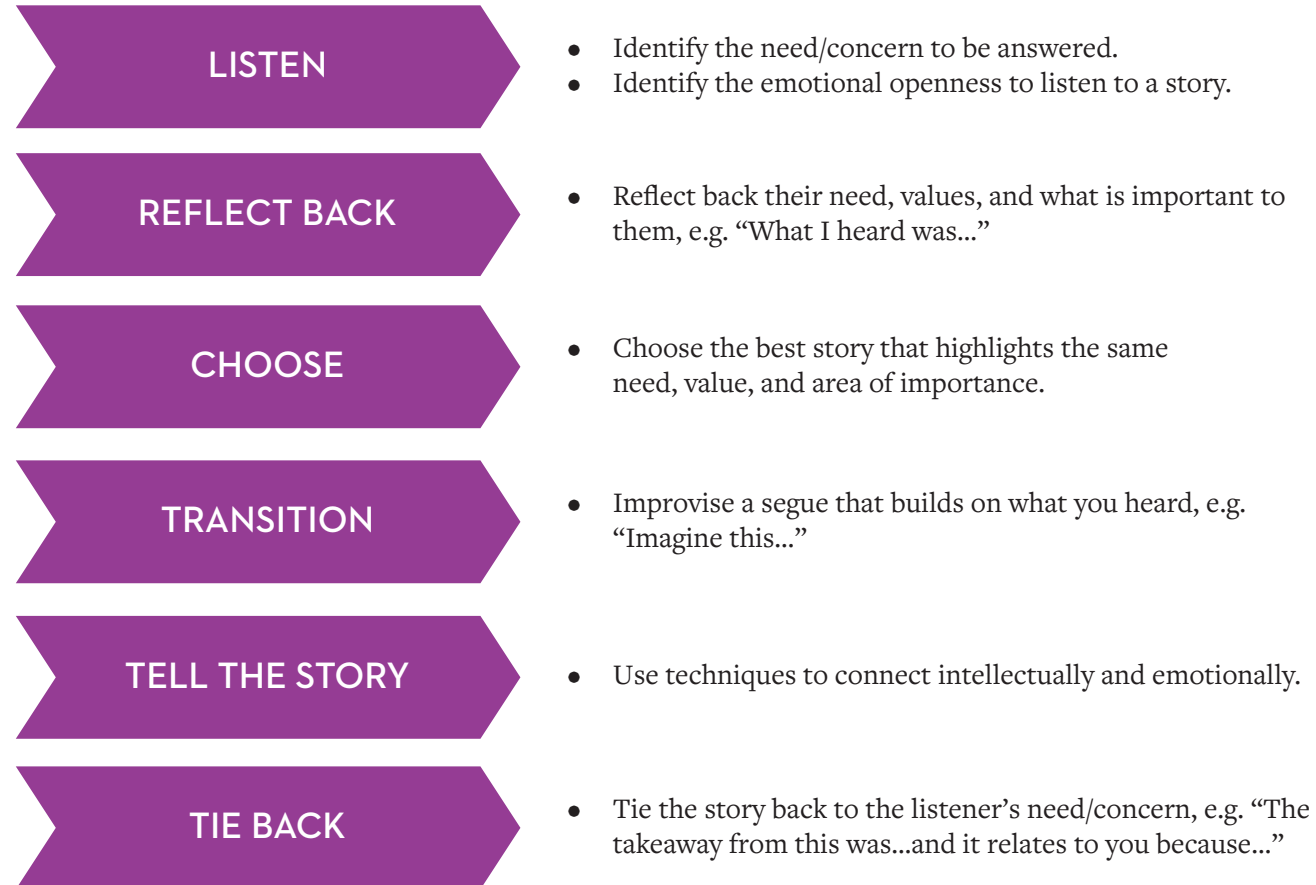 LISTEN
● Identify the need/concern to be answered.
● Identify the emotional openness to listen to a story.
REFLECT BACK
● Reflect back their need, values, and what is important to
them, e.g. “What I heard was...”
CHOOSE
● Choose the best story that highlights the same
need, value, and area of importance.
TRANSITION
● Improvise a segue that builds on what you heard, e.g.
“Imagine this...”
TELL THE STORY
● Use techniques to connect intellectually and emotionally.
TIE BACK
● Tie the story back to the listener’s need/concern, e.g. “The
takeaway from this was...and it relates to you because...”